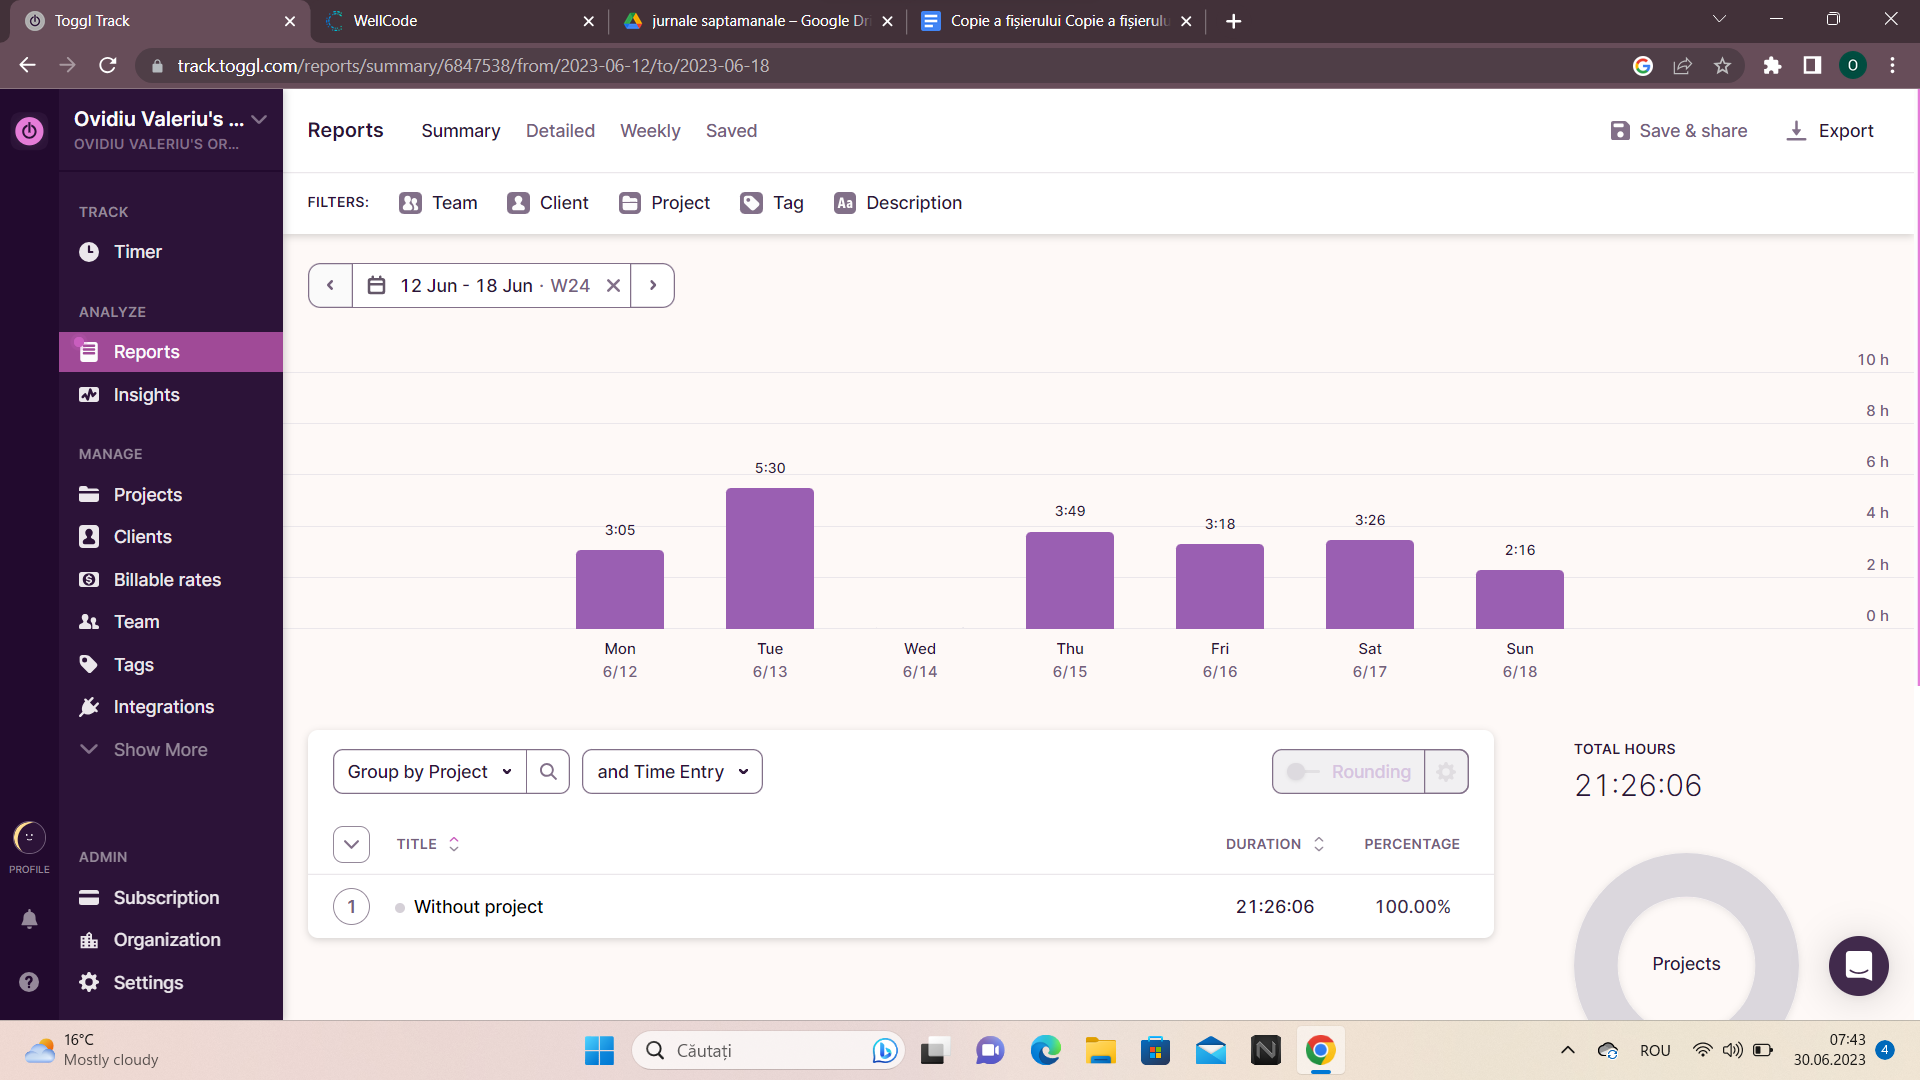 Toggl Track
WellCode
jurnale saptamanale – Google Dri
Copie a fișierului Copie a fișierulu
track.toggl.com/reports/summary/6847538/from/2023-06-12/to/2023-06-18
O
Ovidiu Valeriu's ...
OVIDIU VALERIU'S OR...
Reports
Summary
Detailed
Weekly
Saved
Save & share
Export
TRACK
Timer
FILTERS:
Team
Client
Project
Tag
Aa Description
ANALYZE
Reports
Insights
12 Jun - 18 Jun · W24
MANAGE
Projects
Clients
Billable rates
Team
Tags
Integrations
Show More
10 h
8 h
6 h
4 h
2 h
0 h
3:05
5:30
3:49
3:18
3:26
2:16
Mon
6/12
Tue
6/13
Wed
6/14
Thu
6/15
Fri
6/16
Sat
6/17
Sun
6/18
Group by Project
and Time Entry
Rounding
TITLE
DURATION
PERCENTAGE
1
Without project
21:26:06
100.00%
TOTAL HOURS
21:26:06
Projects
PROFILE
ADMIN
Subscription
Organization
Settings
16°C
Mostly cloudy
Căutați
ROU
07:43
30.06.2023
4